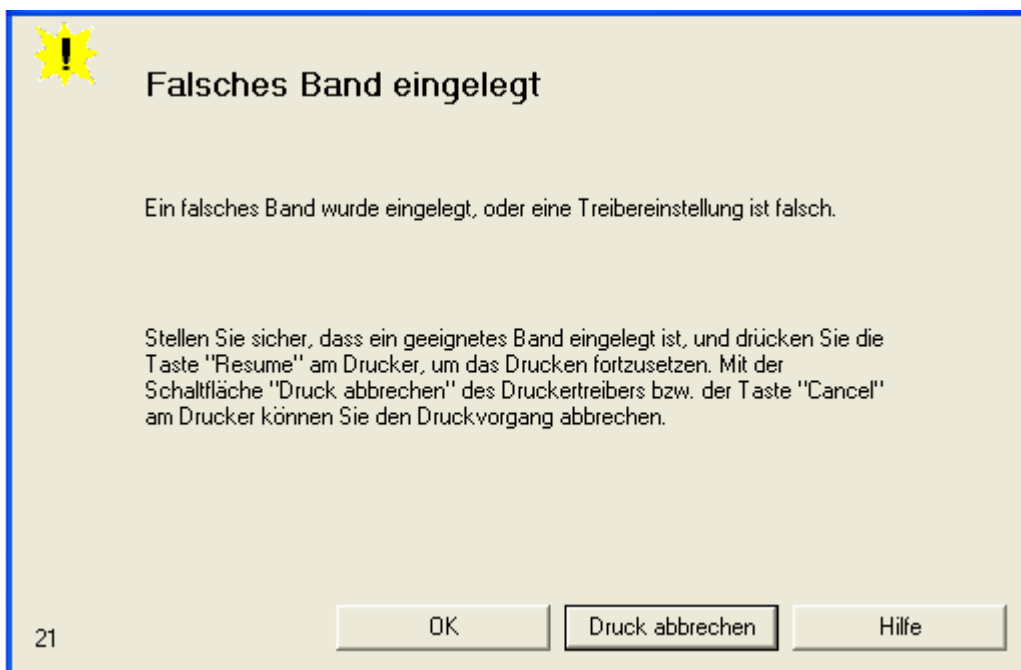 Falsches Band eingelegt
Ein falsches Band wurde eingelegt, oder eine Treibereinstellung ist falsch.
Stellen Sie sicher, dass ein geeignetes Band eingelegt ist, und drücken Sie die
Taste "Resume" am Drucker, um das Drucken fortzusetzen. Mit der
Schaltfläche "Druck abbrechen" des Druckertreibers bzw. der Taste "Cancel"
am Drucker können Sie den Druckvorgang abbrechen.
21
OK
Druck abbrechen
Hilfe